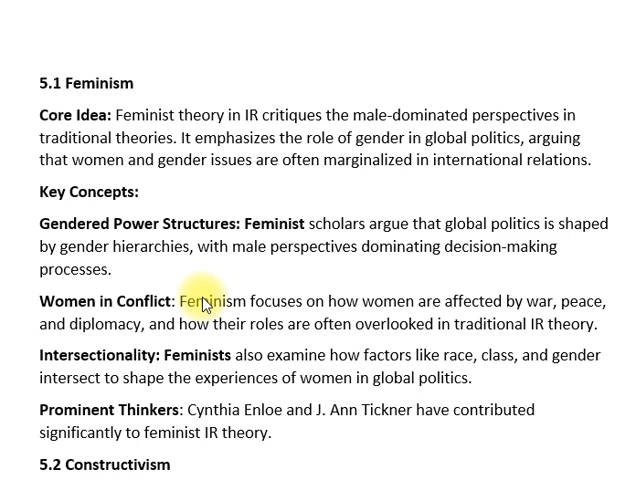 5.1 Feminism
Core Idea: Feminist theory in IR critiques the male-dominated perspectives in
traditional theories. It emphasizes the role of gender in global politics, arguing
that women and gender issues are often marginalized in international relations.
Key Concepts:
Gendered Power Structures: Feminist scholars argue that global politics is shaped
by gender hierarchies, with male perspectives dominating decision-making
processes.
Women in Conflict: Feminism focuses on how women are affected by war, peace,
and diplomacy, and how their roles are often overlooked in traditional IR theory.
Intersectionality: Feminists also examine how factors like race, class, and gender
intersect to shape the experiences of women in global politics.
Prominent Thinkers: Cynthia Enloe and J. Ann Tickner have contributed
significantly to feminist IR theory.
5.2 Constructivism